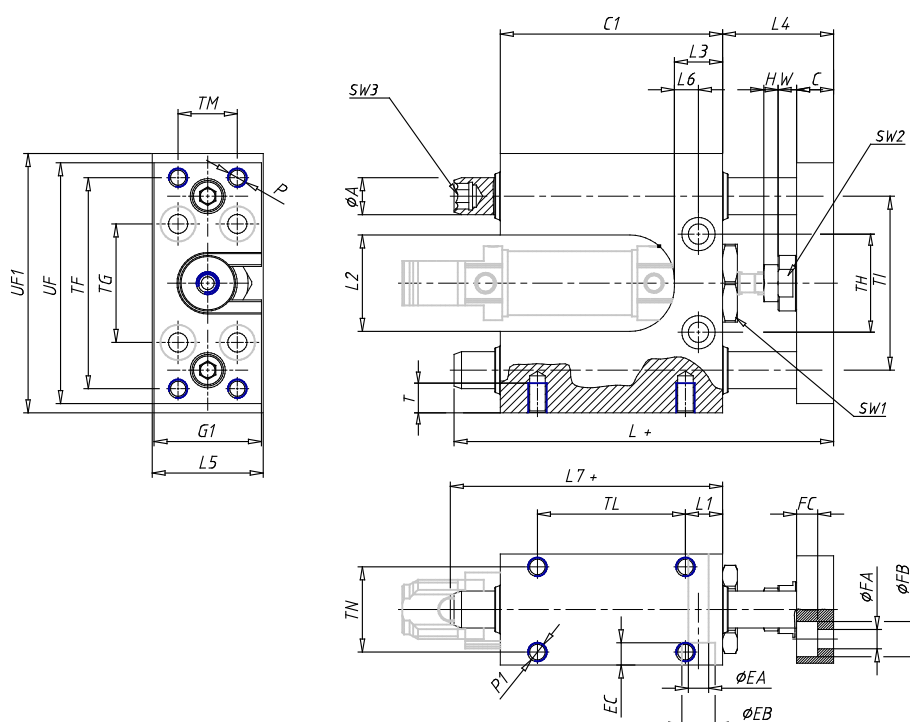 C1
L4
L3
L6
H
W
C
SW3
SW2
TM
P
ØA
UF1
UF
TF
TG
L2
TH
TI
T
SW1
G1
L +
L5
L7 +
TL
L1
FC
TN
ØFA
ØFB
P1
EC
ØEA
ØEB